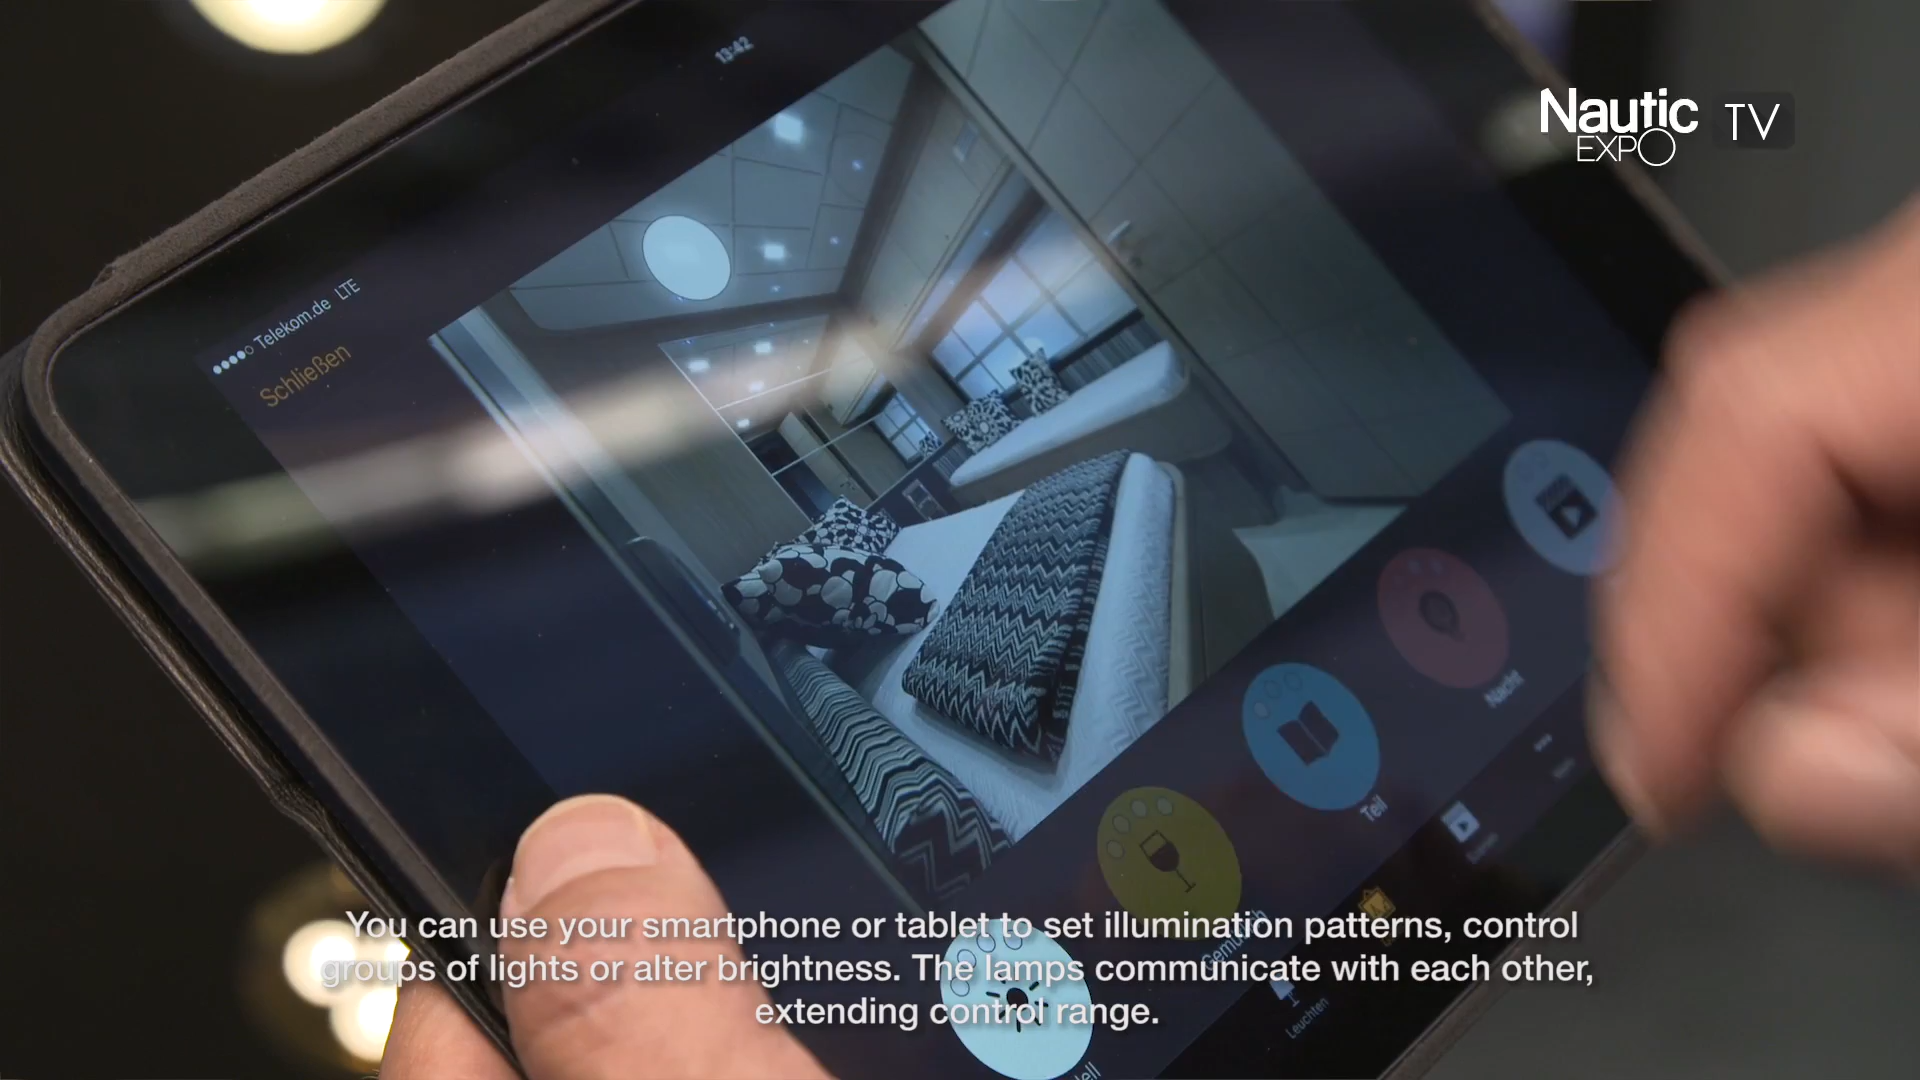 13:42
Nautic
EXPO
TV
Telekom.de LTE
Schließen
Nacht
Teil
Gemütlich
Leuchten
You can use your smartphone or tablet to set illumination patterns, control
groups of lights or alter brightness. The lamps communicate with each other,
extending control range.